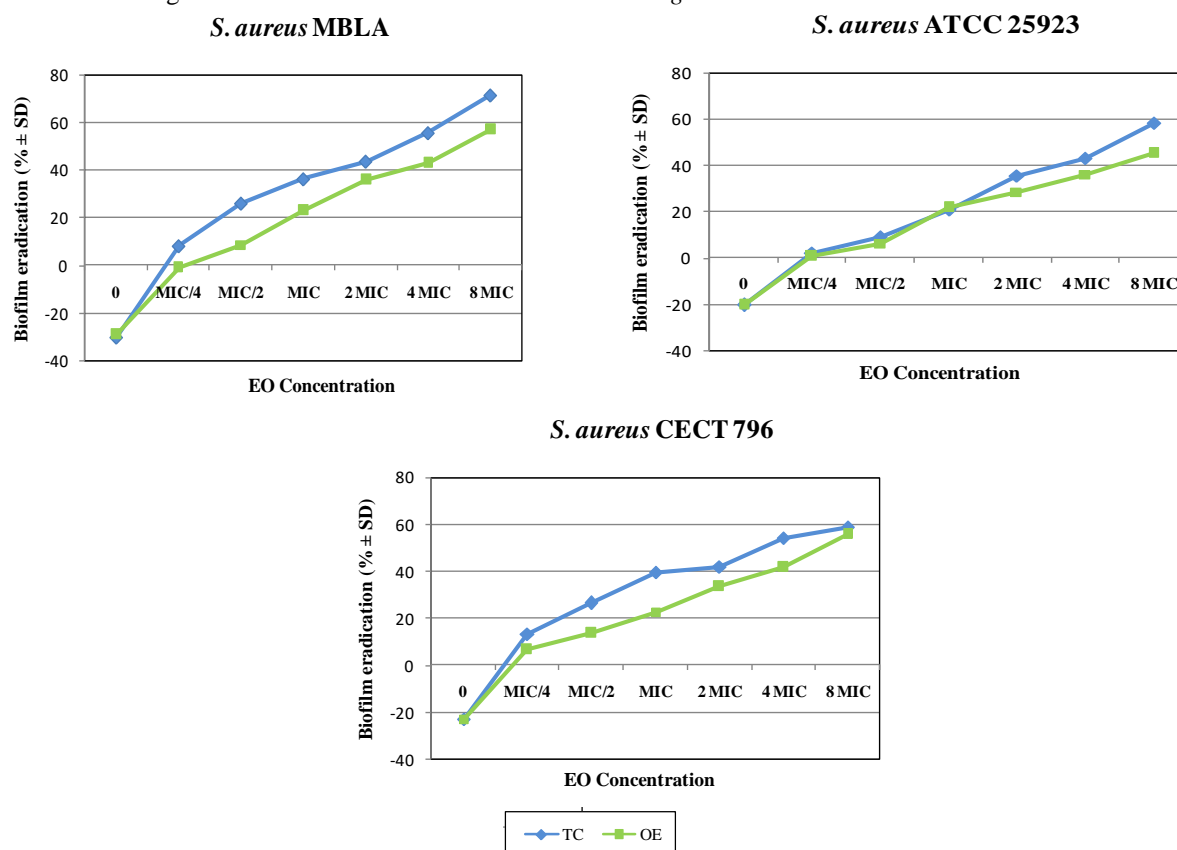 S. aureus MBLA
80
60
40
20
0
-20
-40
0 MIC/4 MIC/2 MIC 2 MIC 4 MIC 8 MIC
Biofilm eradication (% ± SD)
EO Concentration
S. aureus ATCC 25923
80
60
40
20
0
-20
-40
0 MIC/4 MIC/2 MIC 2 MIC 4 MIC 8 MIC
Biofilm eradication (% ± SD)
EO Concentration
S. aureus CECT 796
80
60
40
20
0
-20
-40
0 MIC/4 MIC/2 MIC 2 MIC 4 MIC 8 MIC
Biofilm eradication (% ± SD)
EO Concentration
TC OE